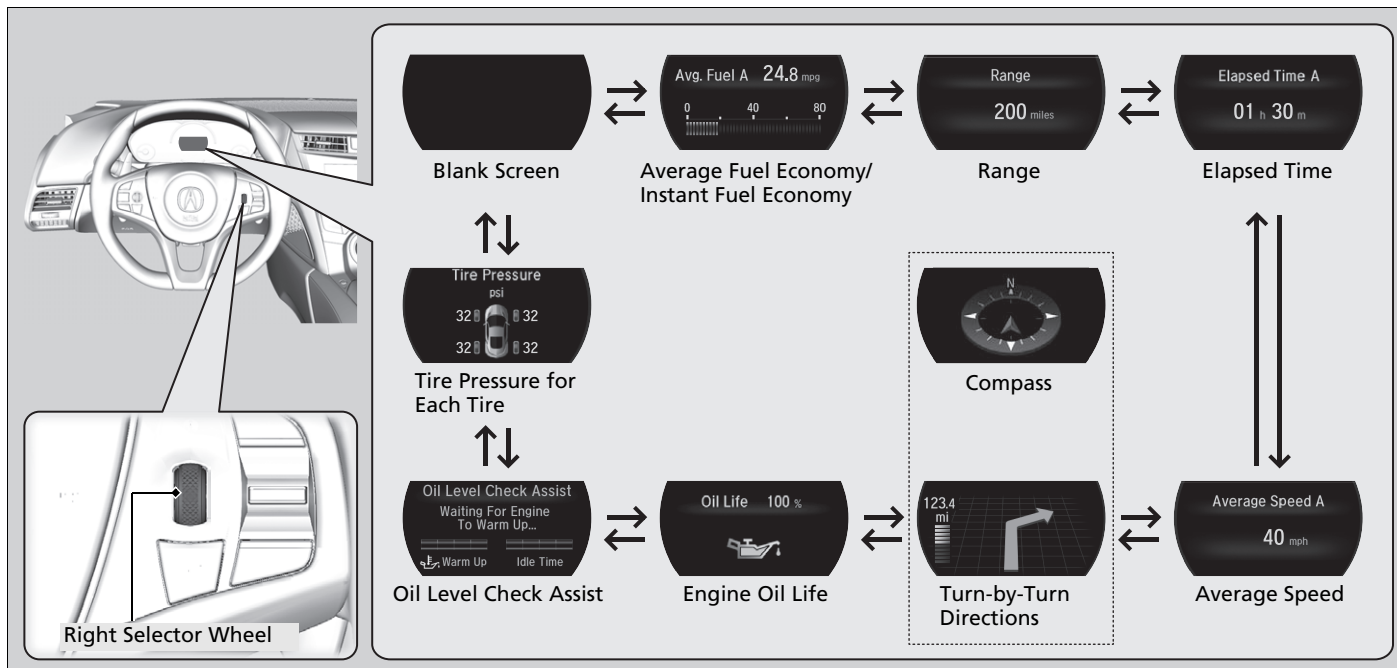 Avg. Fuel A 24.8 mpg
0 40 80
Range
200 miles
Elapsed Time A
01 h 30 m
Blank Screen
Average Fuel Economy/
Instant Fuel Economy
Range
Elapsed Time
Tire Pressure
psi
32 32
32 32
Tire Pressure for
Each Tire
N
Compass
Oil Level Check Assist
Waiting For Engine
To Warm Up...
Warm Up Idle Time
Oil Level Check Assist
Oil Life 100 %
Engine Oil Life
123.4
mi
Turn-by-Turn
Directions
Average Speed A
40 mph
Average Speed
Right Selector Wheel